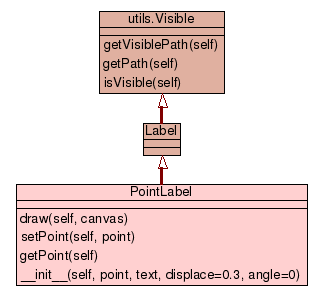 utils.Visible
getVisiblePath(self)
getPath(self)
isVisible(self)
Label
PointLabel
draw(self, canvas)
setPoint(self, point)
getPoint(self)
__init__(self, point, text, displace=0.3, angle=0)